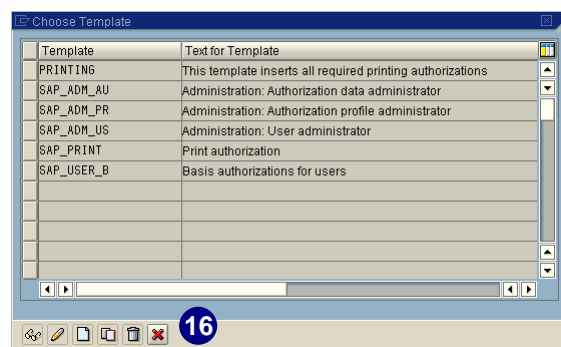 Choose Template
Template Text for Template
PRINTING This template inserts all required printing authorizations
SAP_ADM_AU Administration: Authorization data administrator
SAP_ADM_PR Administration: Authorization profile administrator
SAP_ADM_US Administration: User administrator
SAP_PRINT Print authorization
SAP_USER_B Basis authorizations for users
16